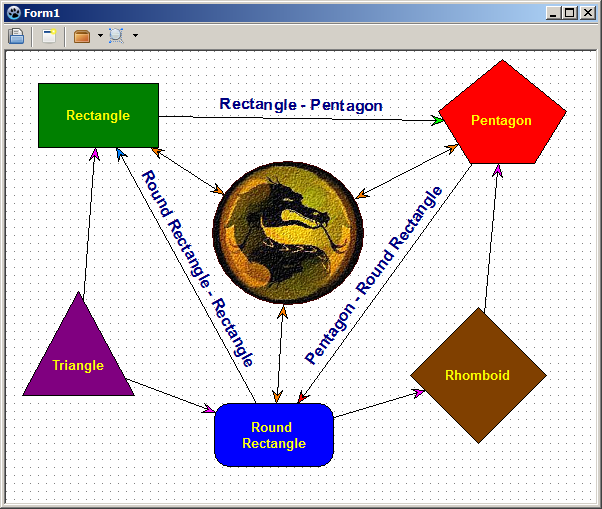 Form1
Rectangle - Pentagon
Rectangle
Pentagon
Round Rectangle - Rectangle
Pentagon - Round Rectangle
Triangle
Rhomboid
Round
Rectangle